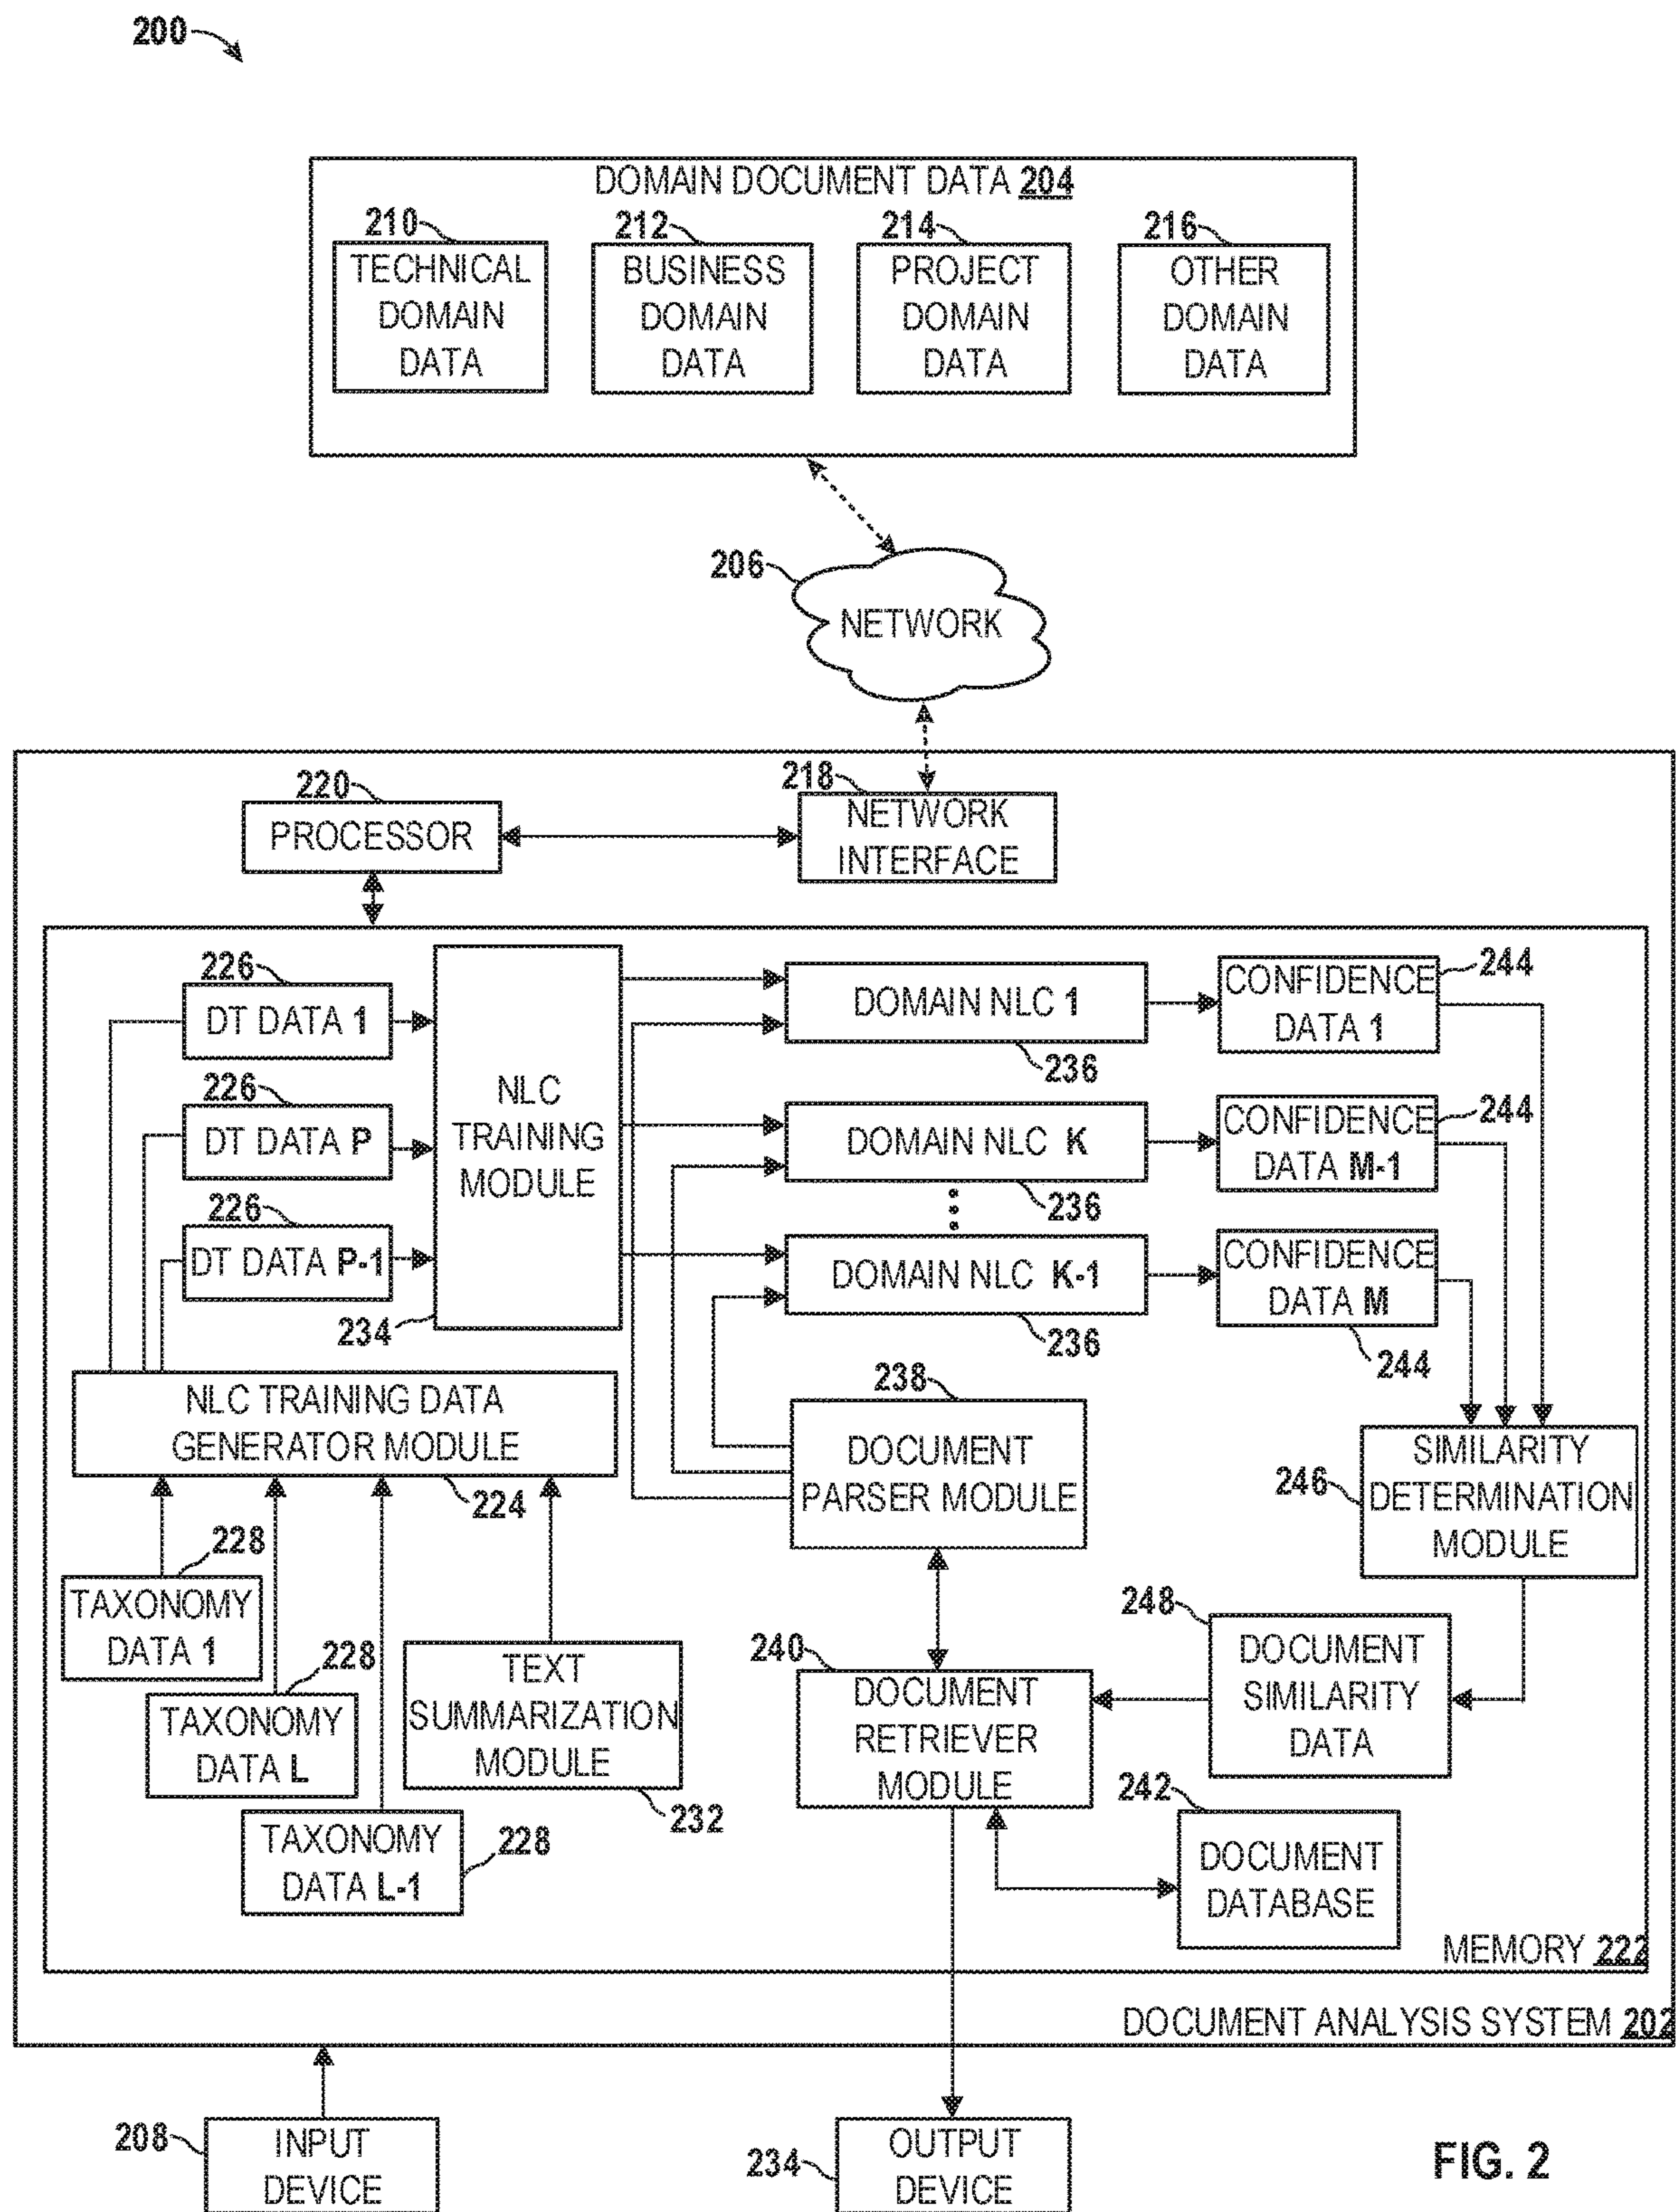 200
DOMAIN DOCUMENT DATA 204
210
212
214
216
TECHNICAL
DOMAIN
DATA
BUSINESS
DOMAIN
DATA
PROJECT
DOMAIN
DATA
OTHER
DOMAIN
DATA
206
NETWORK
220
PROCESSOR
218
NETWORK
INTERFACE
226
DT DATA 1
226
DT DATA P
226
DT DATA P-1
NLC
TRAINING
MODULE
234
DOMAIN NLC 1
236
DOMAIN NLC K
236
DOMAIN NLC K-1
236
CONFIDENCE
DATA 1
244
CONFIDENCE
DATA M-1
244
CONFIDENCE
DATA M
244
NLC TRAINING DATA
GENERATOR MODULE
224
238
DOCUMENT
PARSER MODULE
246
SIMILARITY
DETERMINATION
MODULE
228
TAXONOMY
DATA 1
228
TAXONOMY
DATA L
228
TAXONOMY
DATA L-1
TEXT
SUMMARIZATION
MODULE
232
240
DOCUMENT
RETRIEVER
MODULE
248
DOCUMENT
SIMILARITY
DATA
242
DOCUMENT
DATABASE
MEMORY 222
DOCUMENT ANALYSIS SYSTEM 202
208
INPUT
DEVICE
234
OUTPUT
DEVICE
FIG. 2